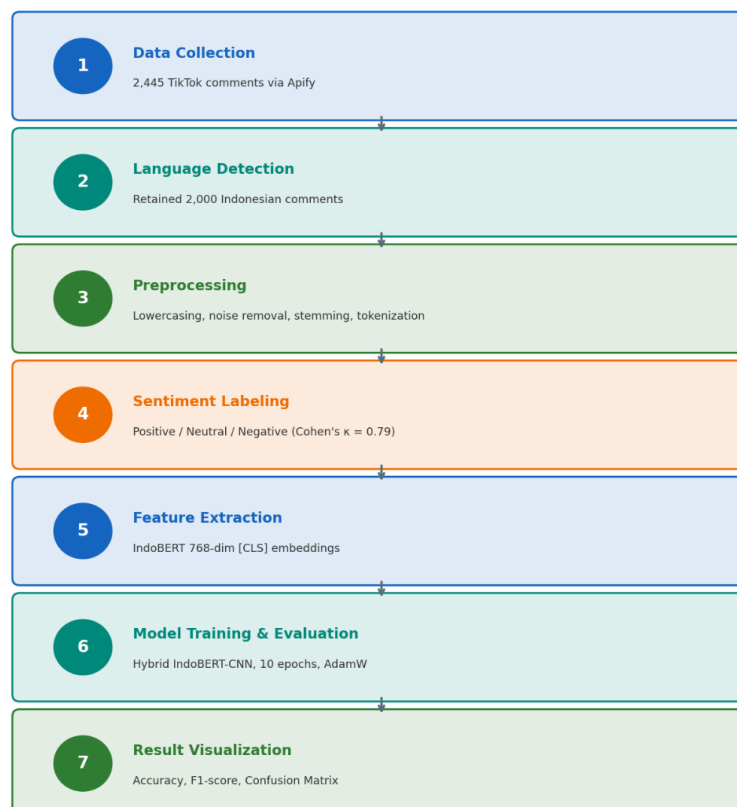 1
Data Collection
2,445 TikTok comments via Apify
2
Language Detection
Retained 2,000 Indonesian comments
3
Preprocessing
Lowercasing, noise removal, stemming, tokenization
4
Sentiment Labeling
Positive / Neutral / Negative (Cohen's κ = 0.79)
5
Feature Extraction
IndoBERT 768-dim [CLS] embeddings
6
Model Training & Evaluation
Hybrid IndoBERT-CNN, 10 epochs, AdamW
7
Result Visualization
Accuracy, F1-score, Confusion Matrix